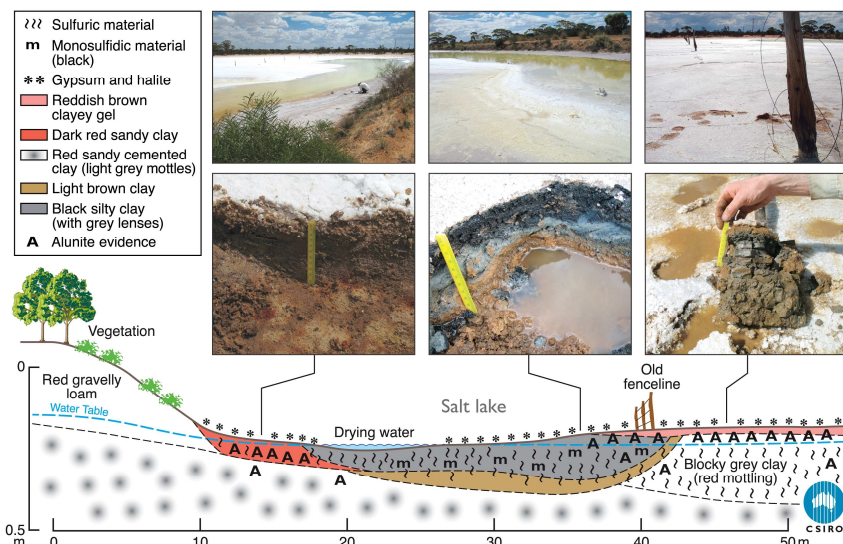 Sulfuric material
m Monosulfidic material
(black)
** Gypsum and halite
Reddish brown
clayey gel
Dark red sandy clay
Red sandy cemented
clay (light grey mottles)
Light brown clay
Black silty clay
(with grey lenses)
A Alunite evidence
Vegetation
Old
fenceline
0
Red gravelly
loam
Water Table
Salt lake
Drying water
A A A A A
A A A A
A A A A A A A A A
m m m m m m
A
A
A
A
A
Blocky grey clay
(red mottling)
0.5
m
0 10 20 30 40 50 m
CSIRO